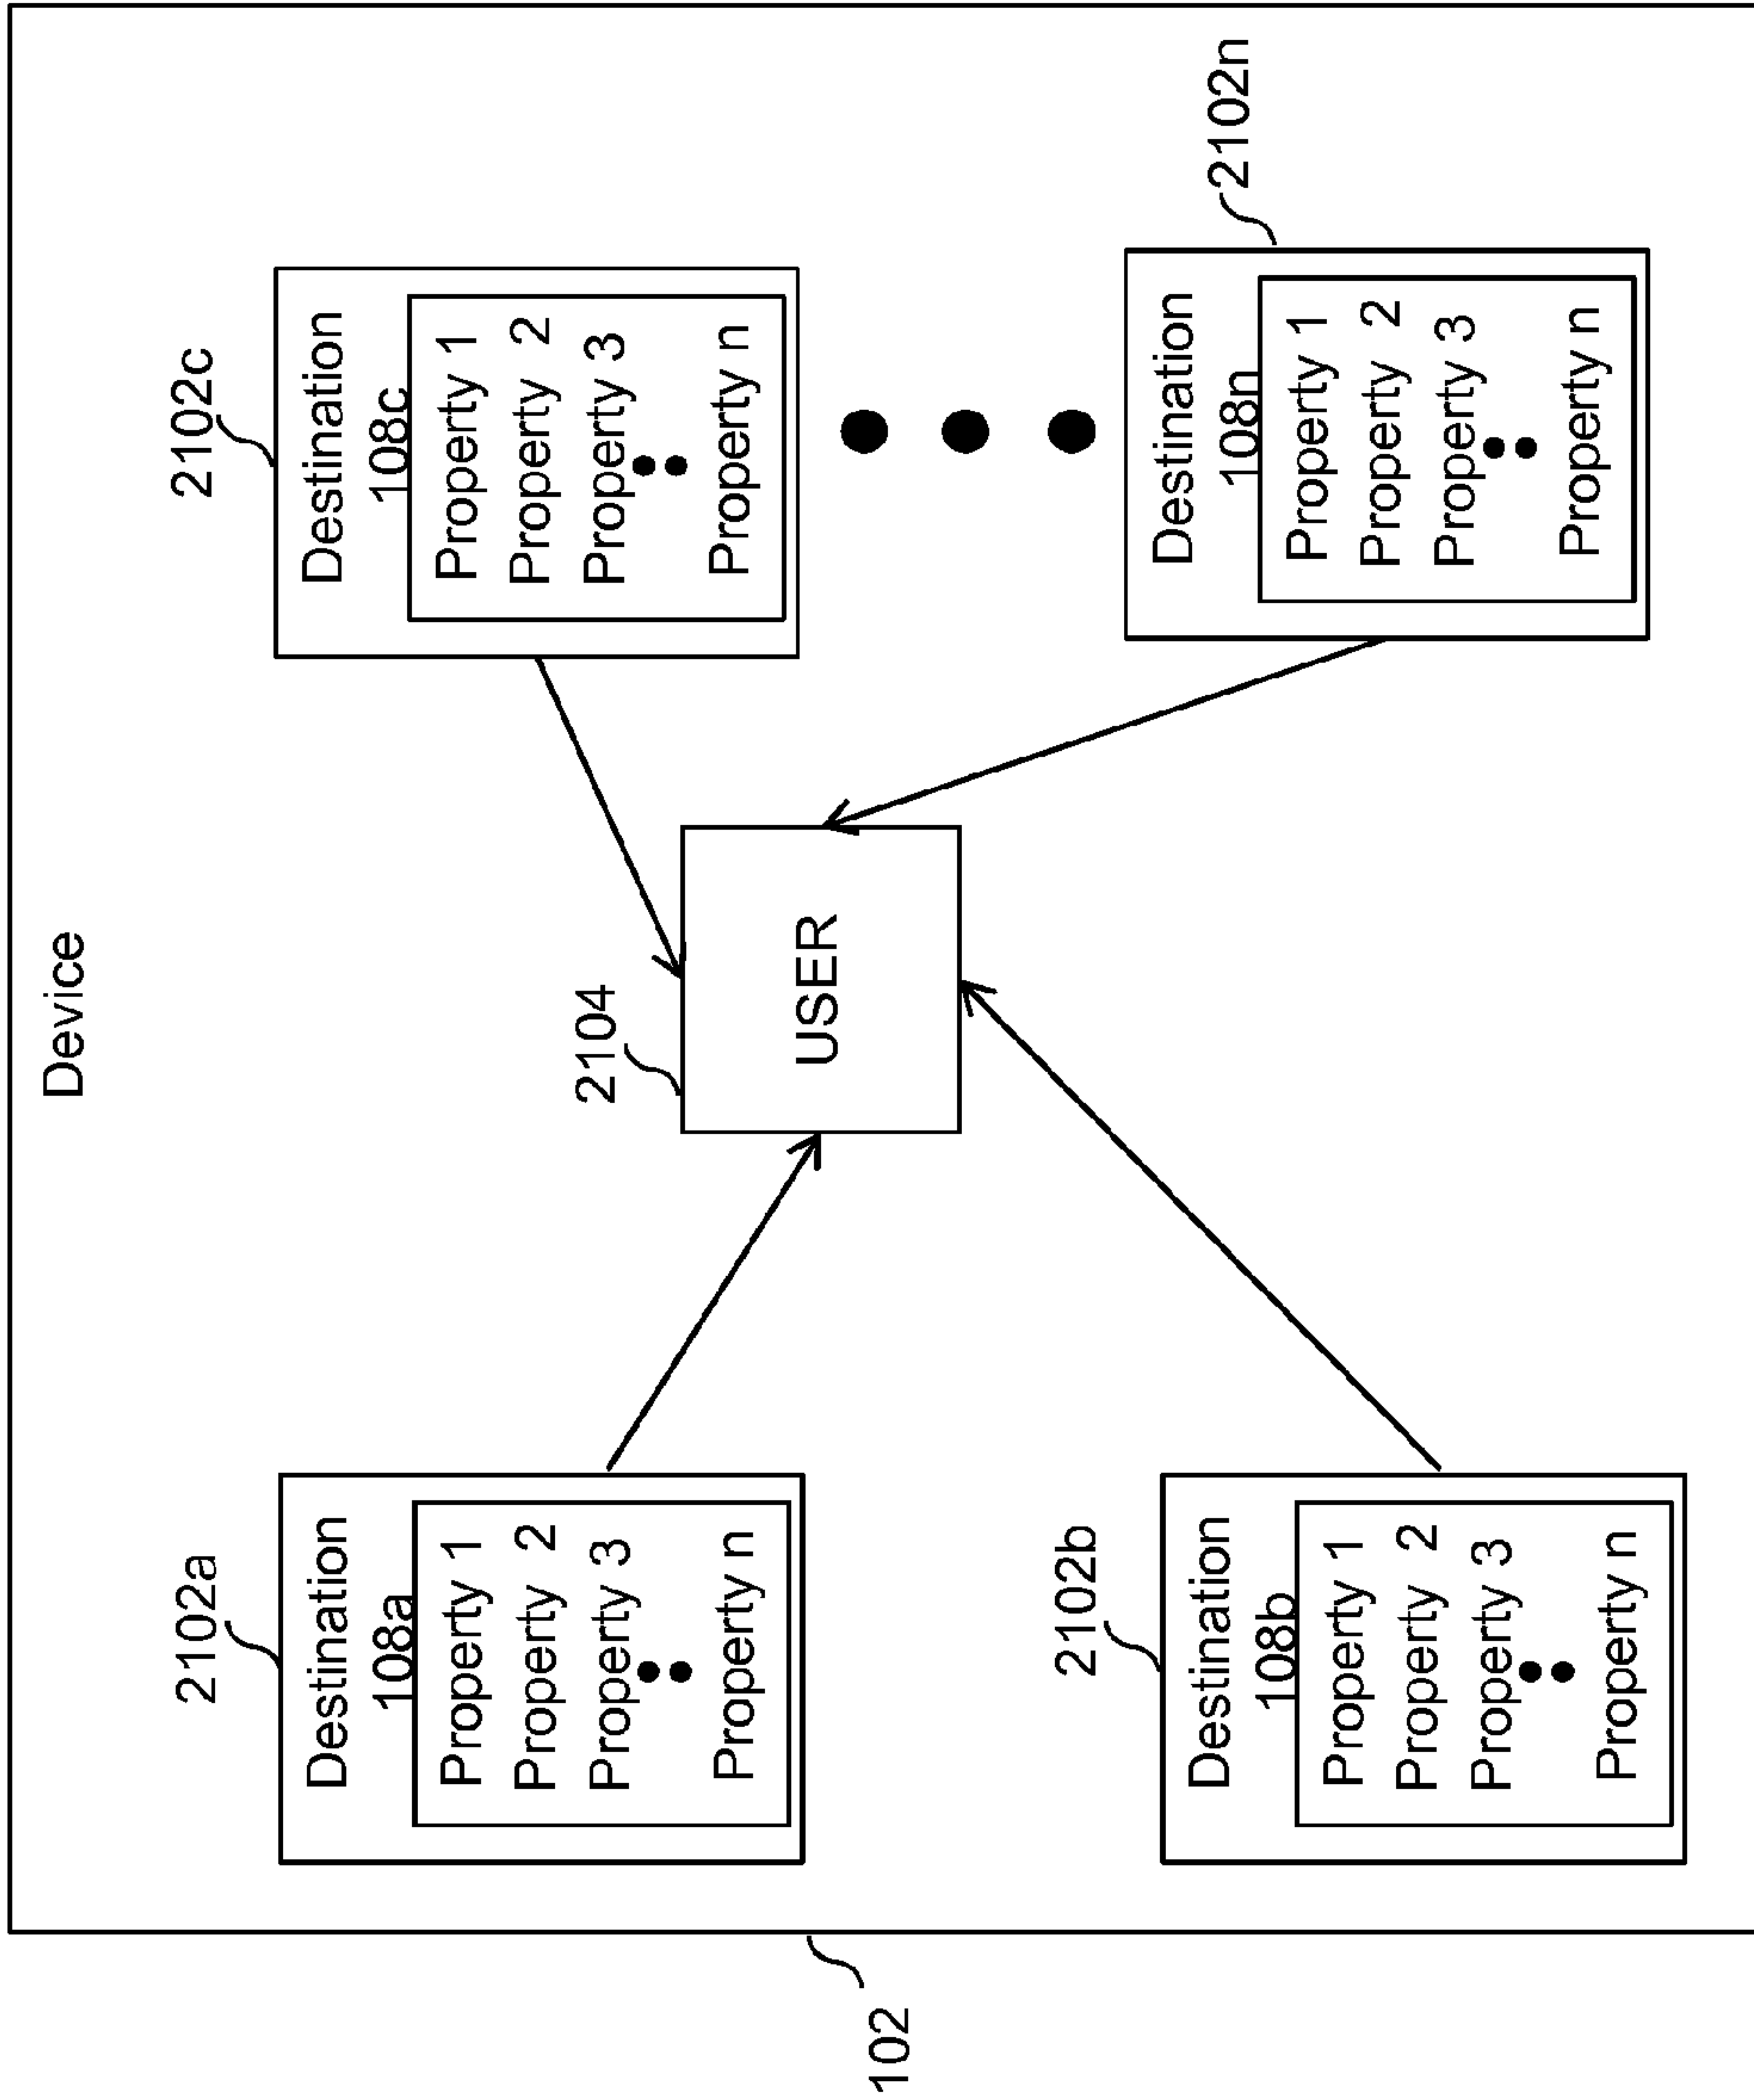 Device
2102a
Destination
108a
Property 1
Property 2
Property 3
Property n
2102c
Destination
108c
Property 1
Property 2
Property 3
Property n
2104
USER
2102b
Destination
108b
Property 1
Property 2
Property 3
Property n
2102n
Destination
108n
Property 1
Property 2
Property 3
Property n
102